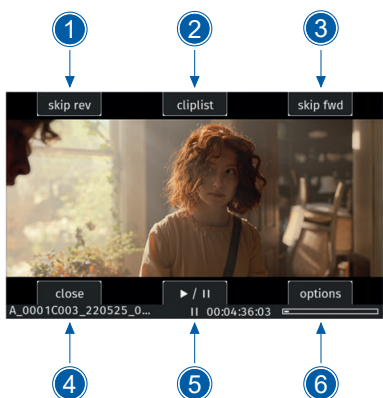 1 2 3
skip rev cliplist skip fwd
close ▶ / II options
A_0001C003_220525_0... II 00:04:36:03
4 5 6